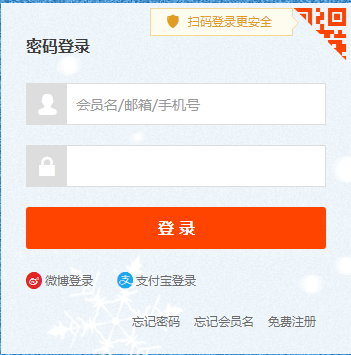 扫码登录更安全
密码登录
会员名/邮箱/手机号
登 录
微博登录 支付宝登录
忘记密码 忘记会员名 免费注册